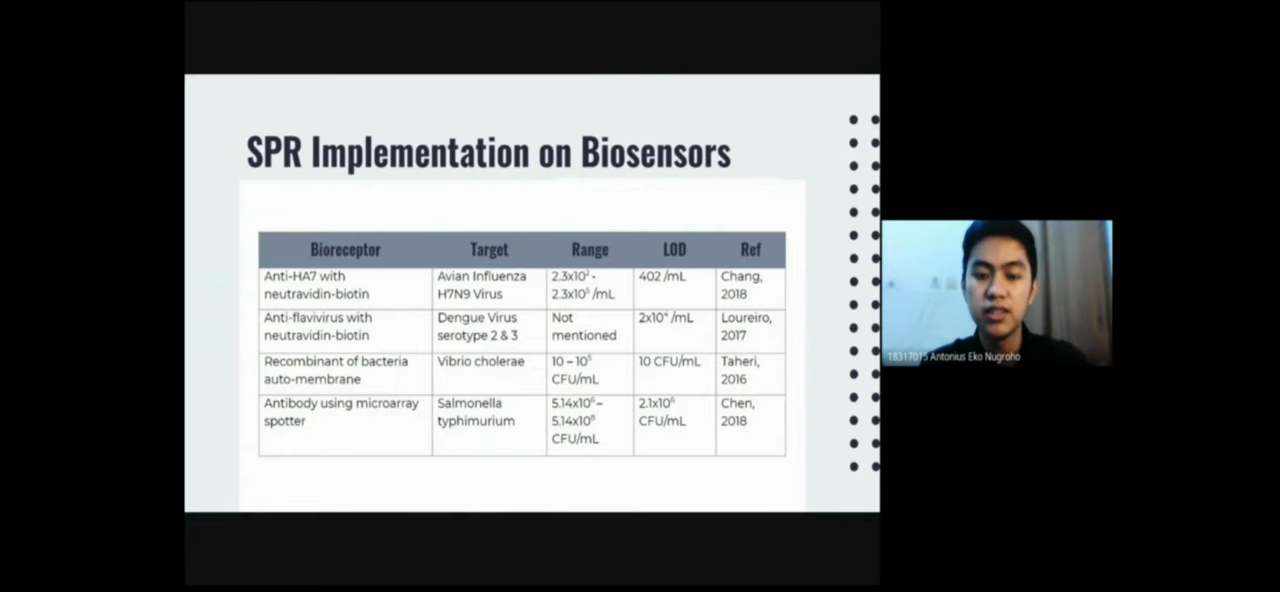 SPR Implementation on Biosensors
Bioreceptor Target Range LOD Ref
Anti-HA7 with neutravidin-biotin Avian Influenza H7N9 Virus 2.3x10² - 2.3x10⁵ /mL 402 /mL Chang, 2018
Anti-flavivirus with neutravidin-biotin Dengue Virus serotype 2 & 3 Not mentioned 2x10⁴ /mL Loureiro, 2017
Recombinant of bacteria auto-membrane Vibrio cholerae 10 – 10⁵ CFU/mL 10 CFU/mL Taheri, 2016
Antibody using microarray spotter Salmonella typhimurium 5.14x10⁶ – 5.14x10⁸ CFU/mL 2.1x10⁶ CFU/mL Chen, 2018
18317015 Antonius Eko Nugroho